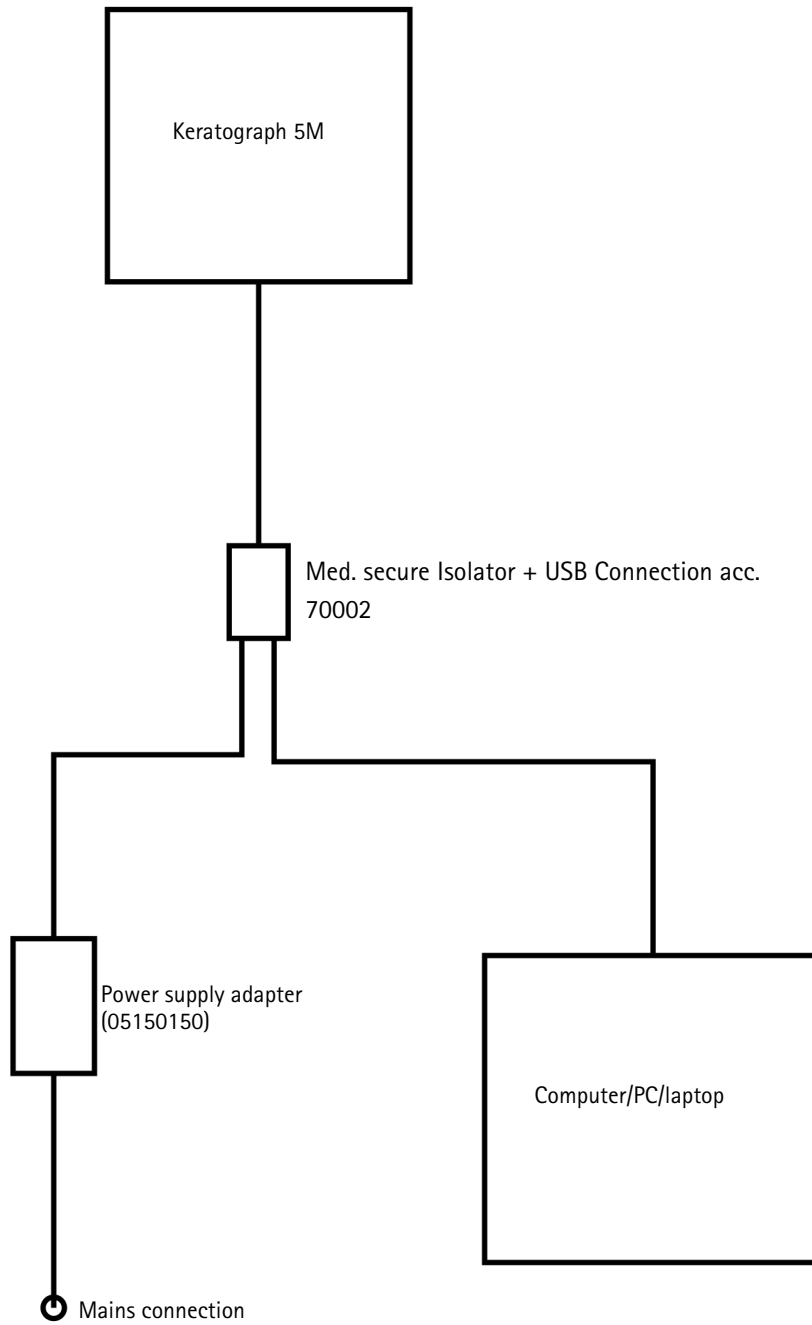 Keratograph 5M
Med. secure Isolator + USB Connection acc.
70002
Power supply adapter
(05150150)
Computer/PC/laptop
Mains connection